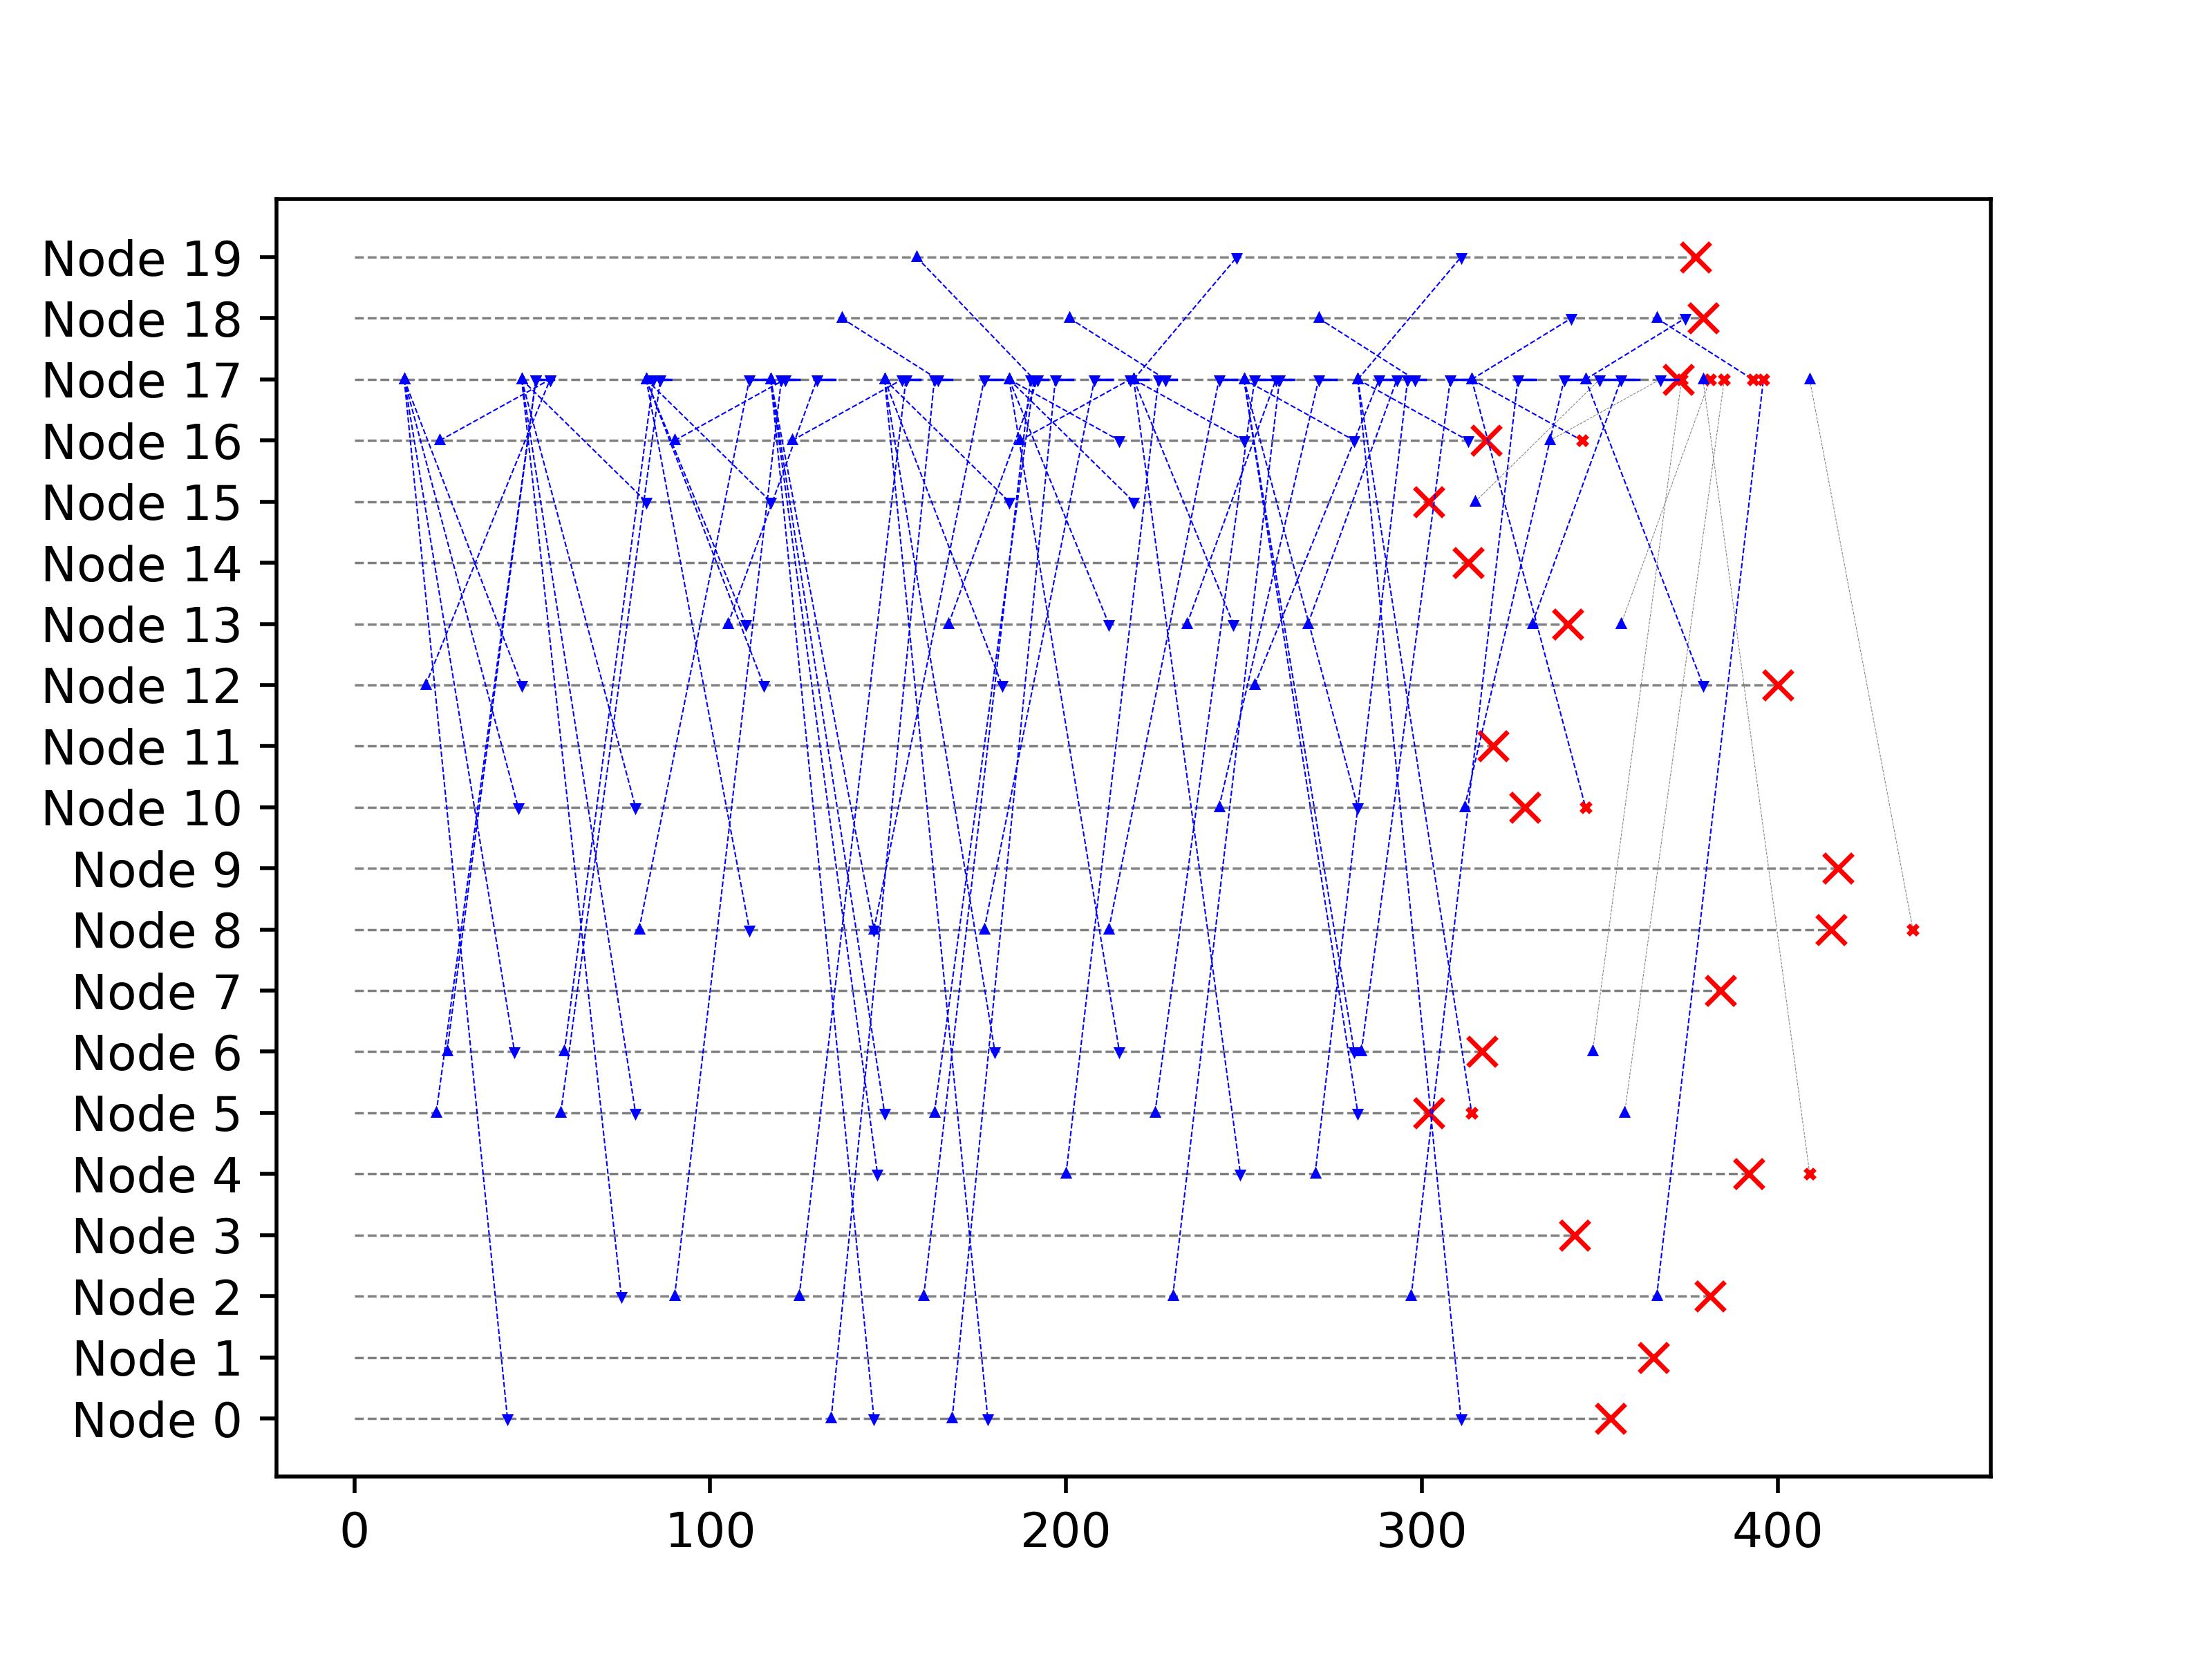 Node 19
Node 18
Node 17
Node 16
Node 15
Node 14
Node 13
Node 12
Node 11
Node 10
Node 9
Node 8
Node 7
Node 6
Node 5
Node 4
Node 3
Node 2
Node 1
Node 0
0 100 200 300 400